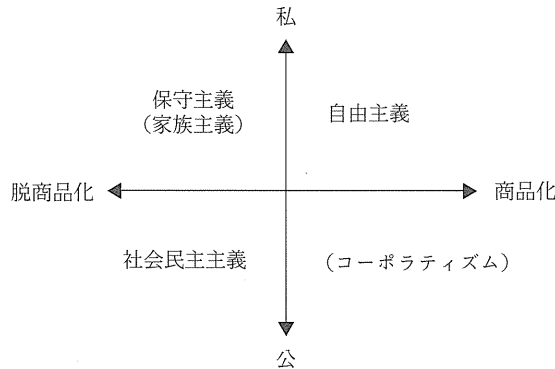 私
保守主義
(家族主義)
自由主義
脱商品化
商品化
社会民主主義
(コーポラティズム)
公